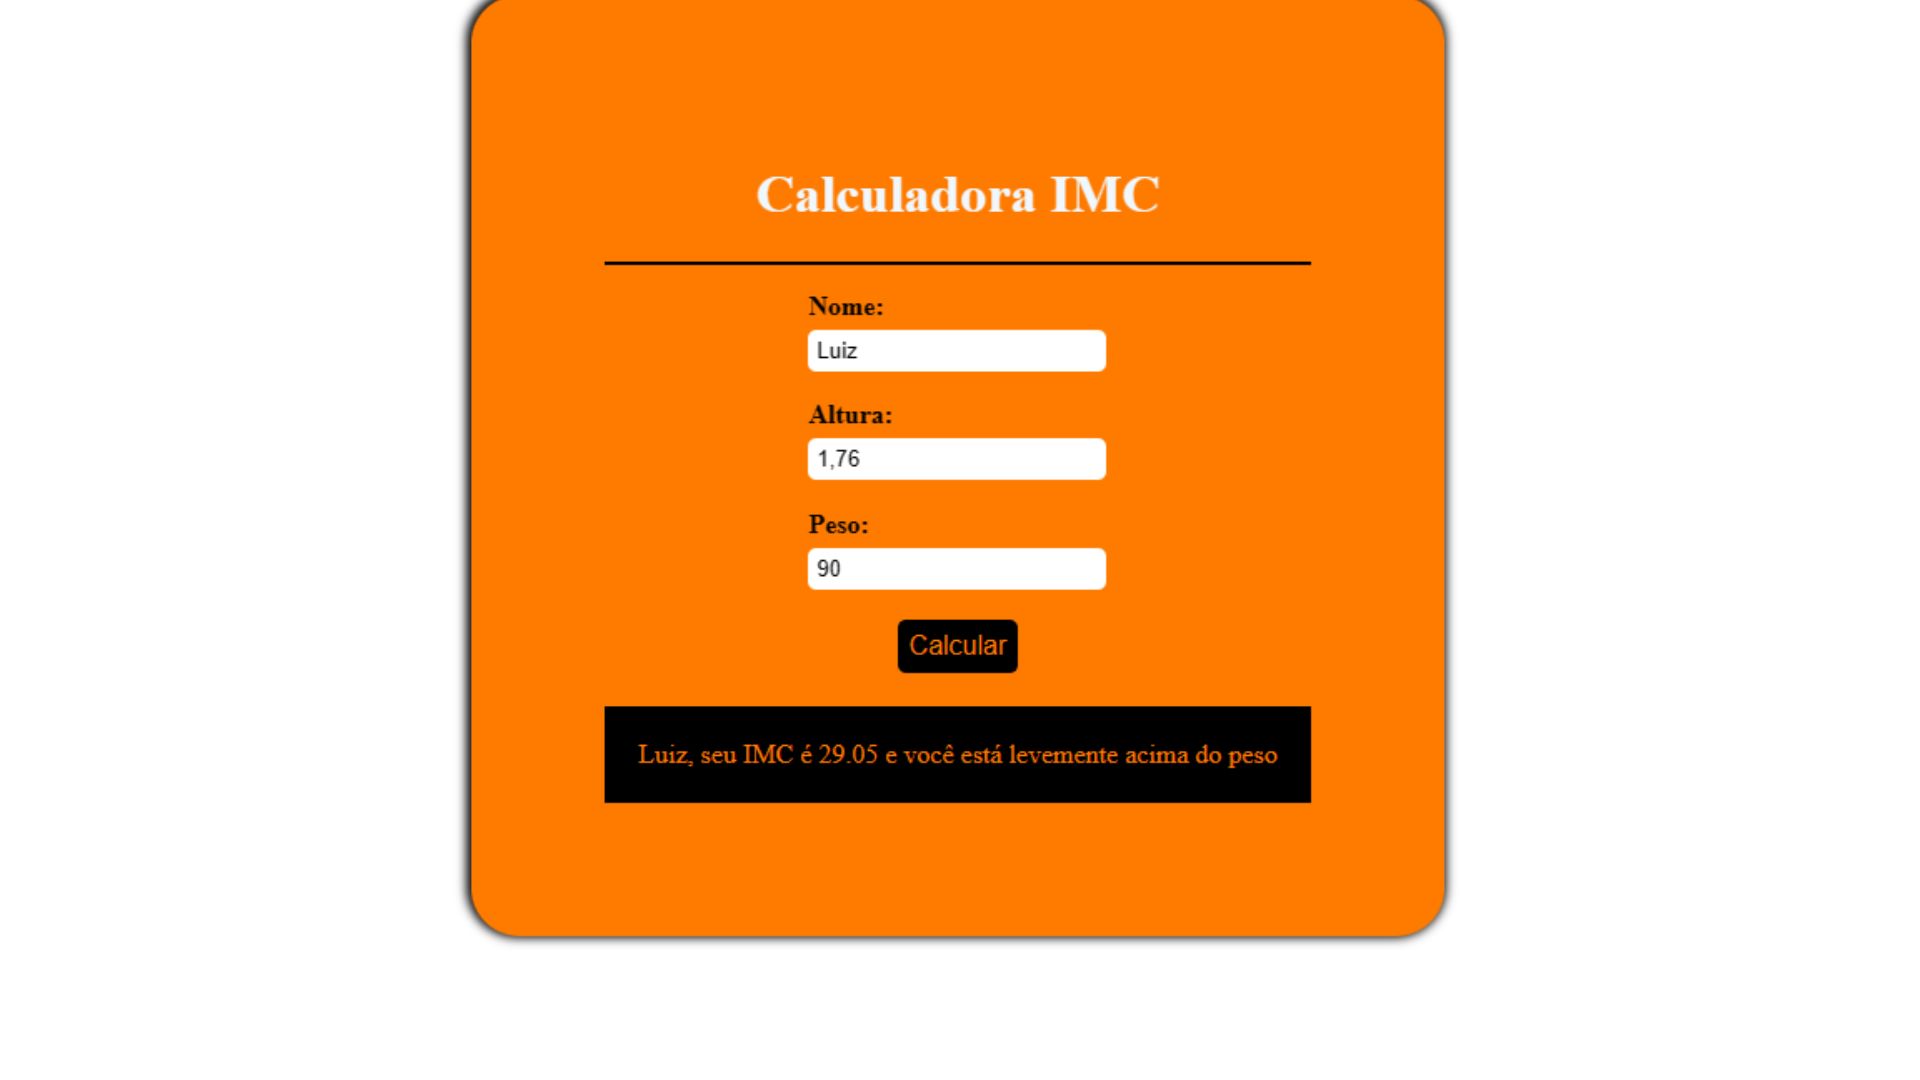 Calculadora IMC
Nome:
Luiz
Altura:
1,76
Peso:
90
Calcular
Luiz, seu IMC é 29.05 e você está levemente acima do peso